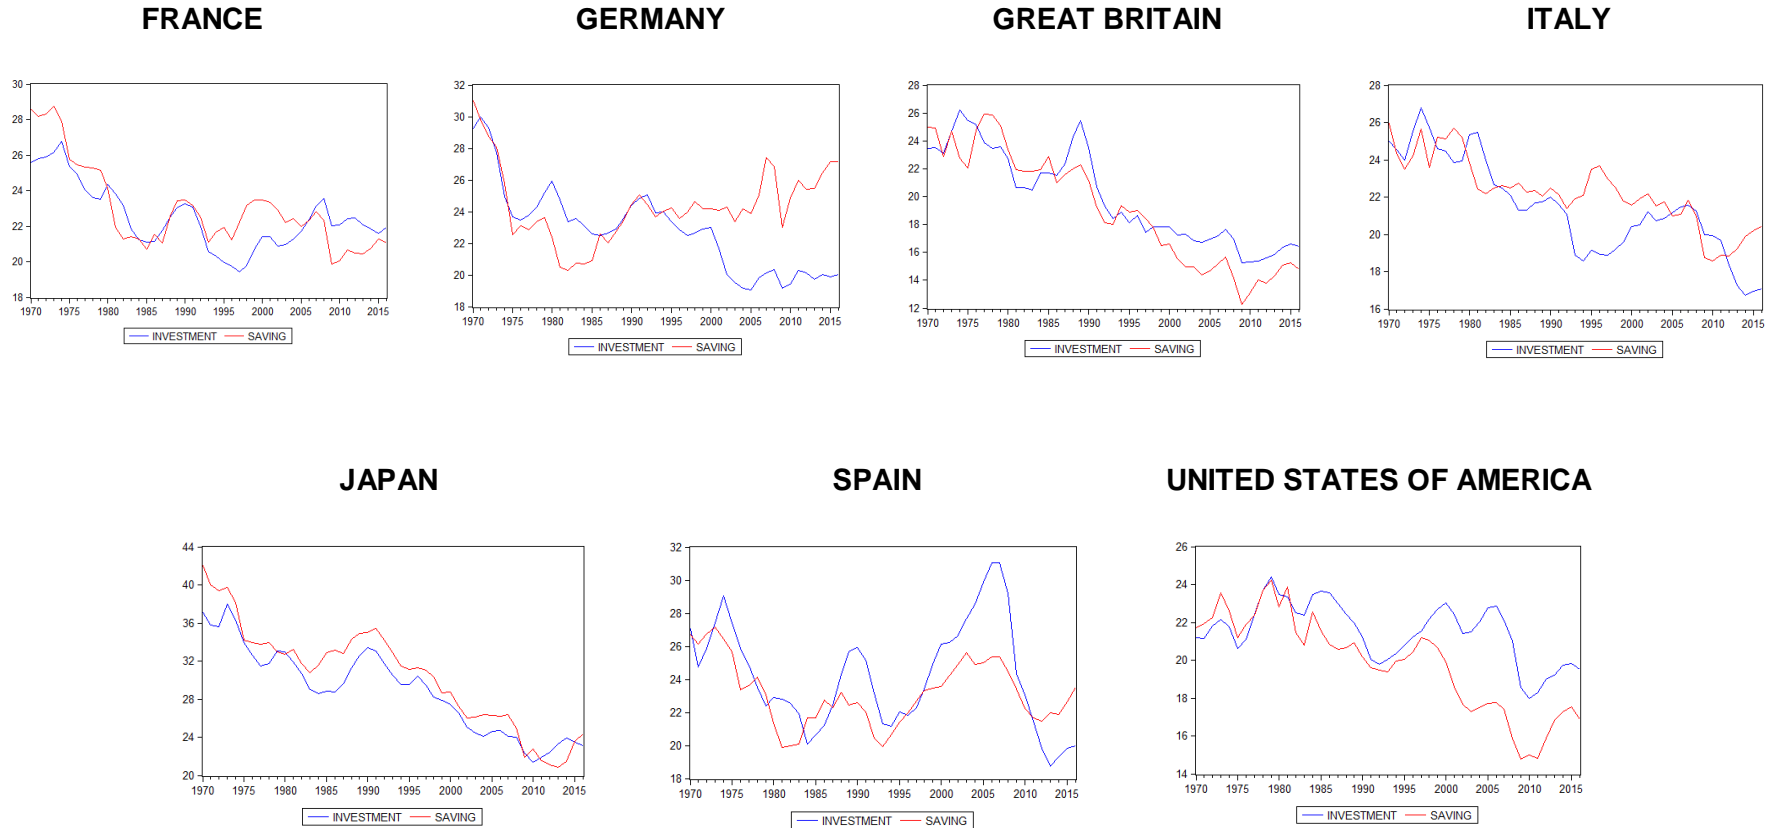 FRANCE
GERMANY
GREAT BRITAIN
ITALY
30
28
26
24
22
20
18
1970 1975 1980 1985 1990 1995 2000 2005 2010 2015
INVESTMENT SAVING
32
30
28
26
24
22
20
18
1970 1975 1980 1985 1990 1995 2000 2005 2010 2015
INVESTMENT SAVING
28
26
24
22
20
18
16
14
12
1970 1975 1980 1985 1990 1995 2000 2005 2010 2015
INVESTMENT SAVING
28
26
24
22
20
18
16
1970 1975 1980 1985 1990 1995 2000 2005 2010 2015
INVESTMENT SAVING
JAPAN
SPAIN
UNITED STATES OF AMERICA
44
40
36
32
28
24
20
1970 1975 1980 1985 1990 1995 2000 2005 2010 2015
INVESTMENT SAVING
32
30
28
26
24
22
20
18
1970 1975 1980 1985 1990 1995 2000 2005 2010 2015
INVESTMENT SAVING
26
24
22
20
18
16
14
1970 1975 1980 1985 1990 1995 2000 2005 2010 2015
INVESTMENT SAVING